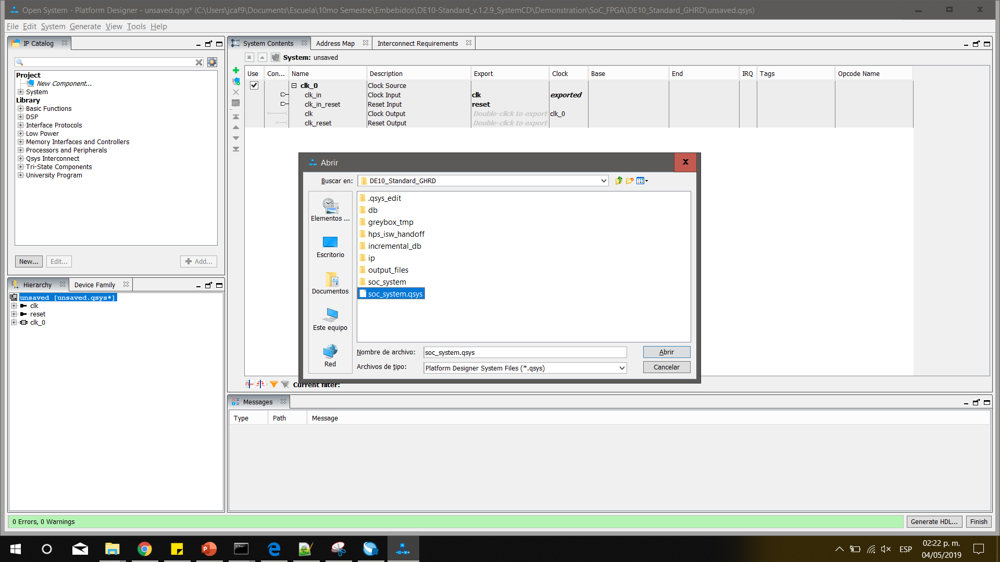 Open System - Platform Designer - unsaved.qsys* (C:\Users\jcaf9\Documents\Escuela\10mo Semestre\Embebidos\DE10-Standard_v.1.2.9_SystemCD\Demonstration\SoC_FPGA\DE10_Standard_GHRD\unsaved.qsys)
File Edit System Generate View Tools Help
IP Catalog
Project
New Component...
System
Library
Basic Functions
DSP
Interface Protocols
Low Power
Memory Interfaces and Controllers
Processors and Peripherals
Qsys Interconnect
Tri-State Components
University Program
New... Edit... Add...
Hierarchy Device Family
unsaved [unsaved.qsys*]
clk
reset
clk_0
System Contents Address Map Interconnect Requirements
System: unsaved
Use Con... Name Description Export Clock Base End IRQ Tags Opcode Name
clk_0 Clock Source
clk_in Clock Input clk exported
clk_in_reset Reset Input reset
clk Clock Output Double-click to export clk_0
clk_reset Reset Output Double-click to export
Abrir
Buscar en: DE10_Standard_GHRD
Elementos ...
Escritorio
Documentos
Este equipo
Red
.qsys_edit
db
greybox_tmp
hps_isw_handoff
incremental_db
ip
output_files
soc_system
soc_system.qsys
Nombre de archivo: soc_system.qsys Abrir
Archivos de tipo: Platform Designer System Files (*.qsys) Cancelar
Current filter:
Messages
Type Path Message
0 Errors, 0 Warnings Generate HDL... Finish
ESP
02:22 p. m.
04/05/2019